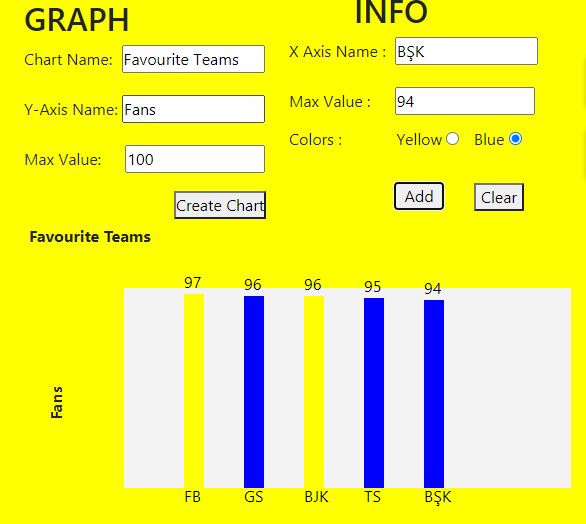 GRAPH
Chart Name: Favourite Teams
Y-Axis Name: Fans
Max Value: 100
Create Chart
INFO
X Axis Name : BŞK
Max Value : 94
Colors : Yellow Blue
Add Clear
Favourite Teams
97 96 96 95 94
Fans
FB GS BJK TS BŞK